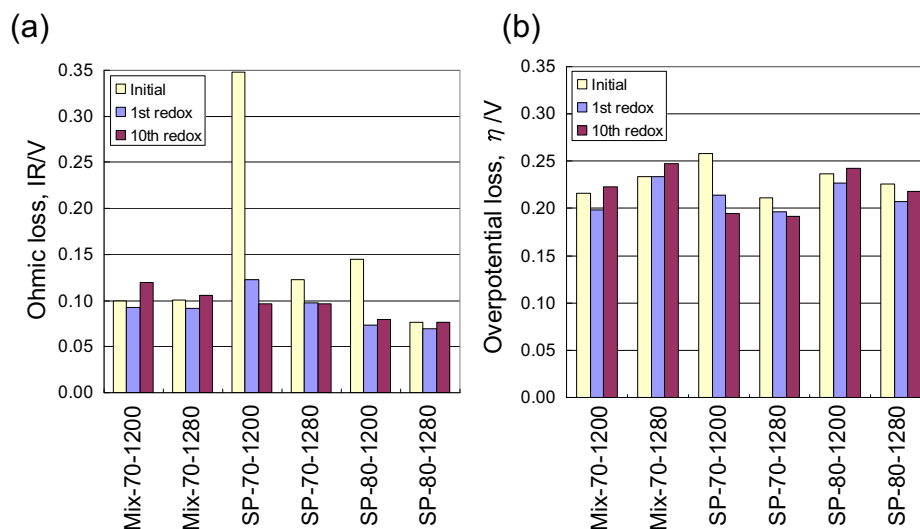 (a)
Ohmic loss, IR/V
0.35
0.30
0.25
0.20
0.15
0.10
0.05
0.00
Initial
1st redox
10th redox
Mix-70-1200
Mix-70-1280
SP-70-1200
SP-70-1280
SP-80-1200
SP-80-1280
(b)
Overpotential loss, η /V
0.35
0.30
0.25
0.20
0.15
0.10
0.05
0.00
Initial
1st redox
10th redox
Mix-70-1200
Mix-70-1280
SP-70-1200
SP-70-1280
SP-80-1200
SP-80-1280